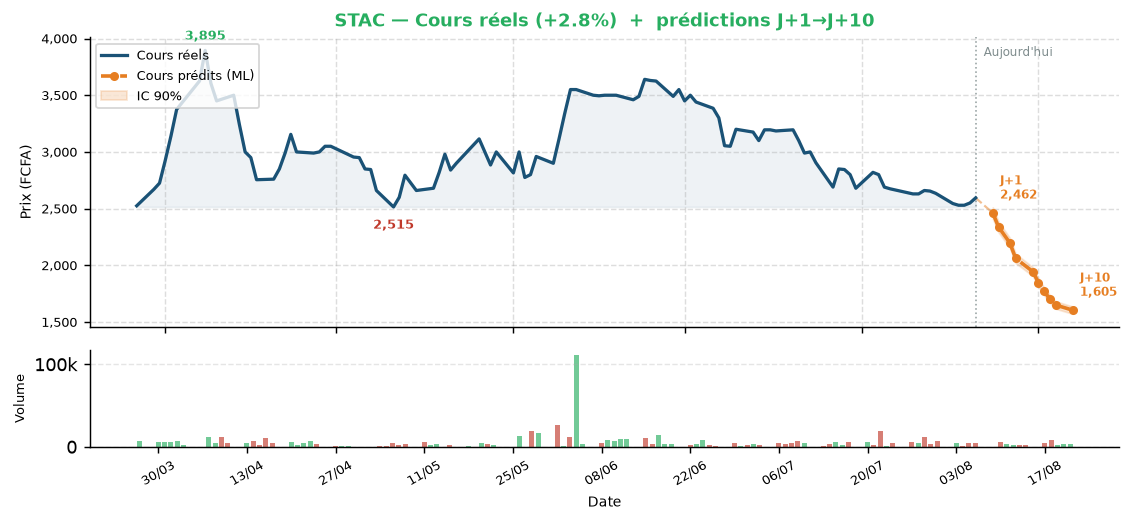 STAC — Cours réels (+2.8%)  +  prédictions J+1→J+10
3,895
Cours réels
Cours prédits (ML)
IC 90%
Aujourd'hui
4,000
3,500
3,000
2,500
2,000
1,500
Prix (FCFA)
J+1
2,462
2,515
J+10
1,605
100k
0
Volume
30/03
13/04
27/04
11/05
25/05
08/06
22/06
06/07
20/07
03/08
17/08
Date